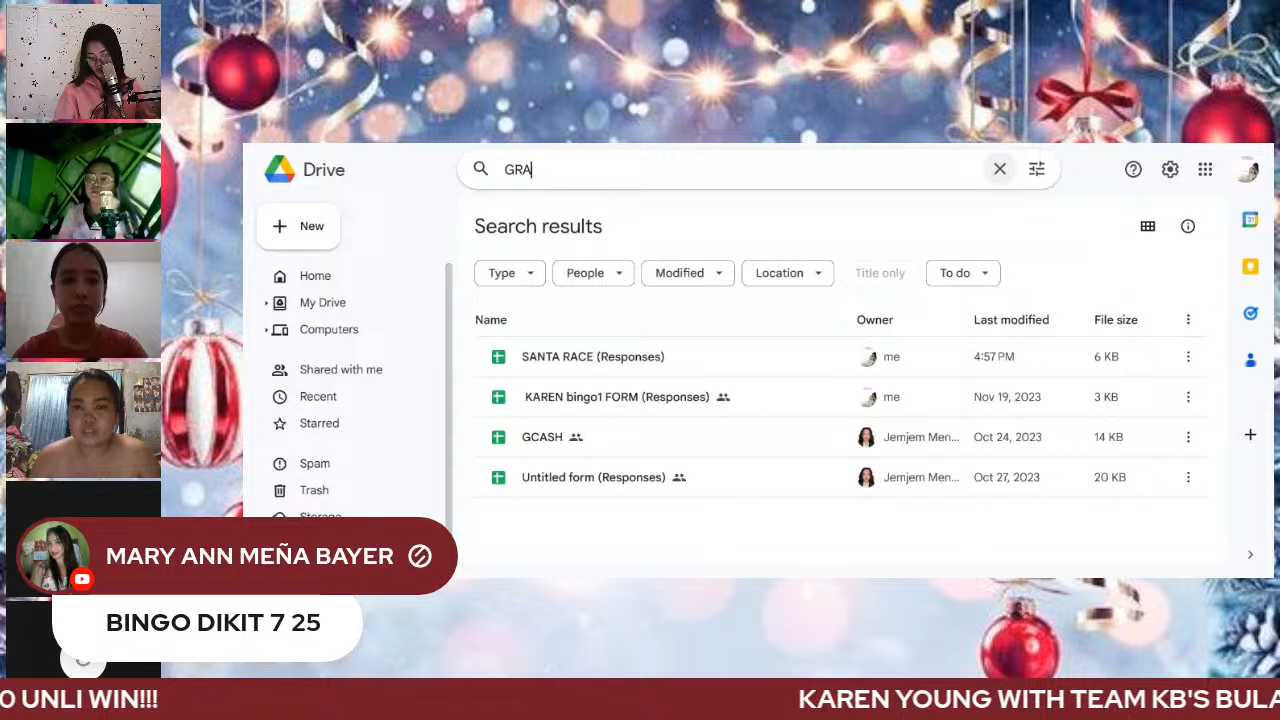 Drive
GRA
New
Search results
Type
People
Modified
Location
Title only
To do
Home
My Drive
Computers
Shared with me
Recent
Starred
Spam
Trash
Storage
Name Owner Last modified File size
SANTA RACE (Responses) me 4:57 PM 6 KB
KAREN bingo1 FORM (Responses) me Nov 19, 2023 3 KB
GCASH Jemjem Men... Oct 24, 2023 14 KB
Untitled form (Responses) Jemjem Men... Oct 27, 2023 20 KB
31
MARY ANN MEÑA BAYER
BINGO DIKIT 7 25
0 UNLI WIN!!! KAREN YOUNG WITH TEAM KB'S BULA